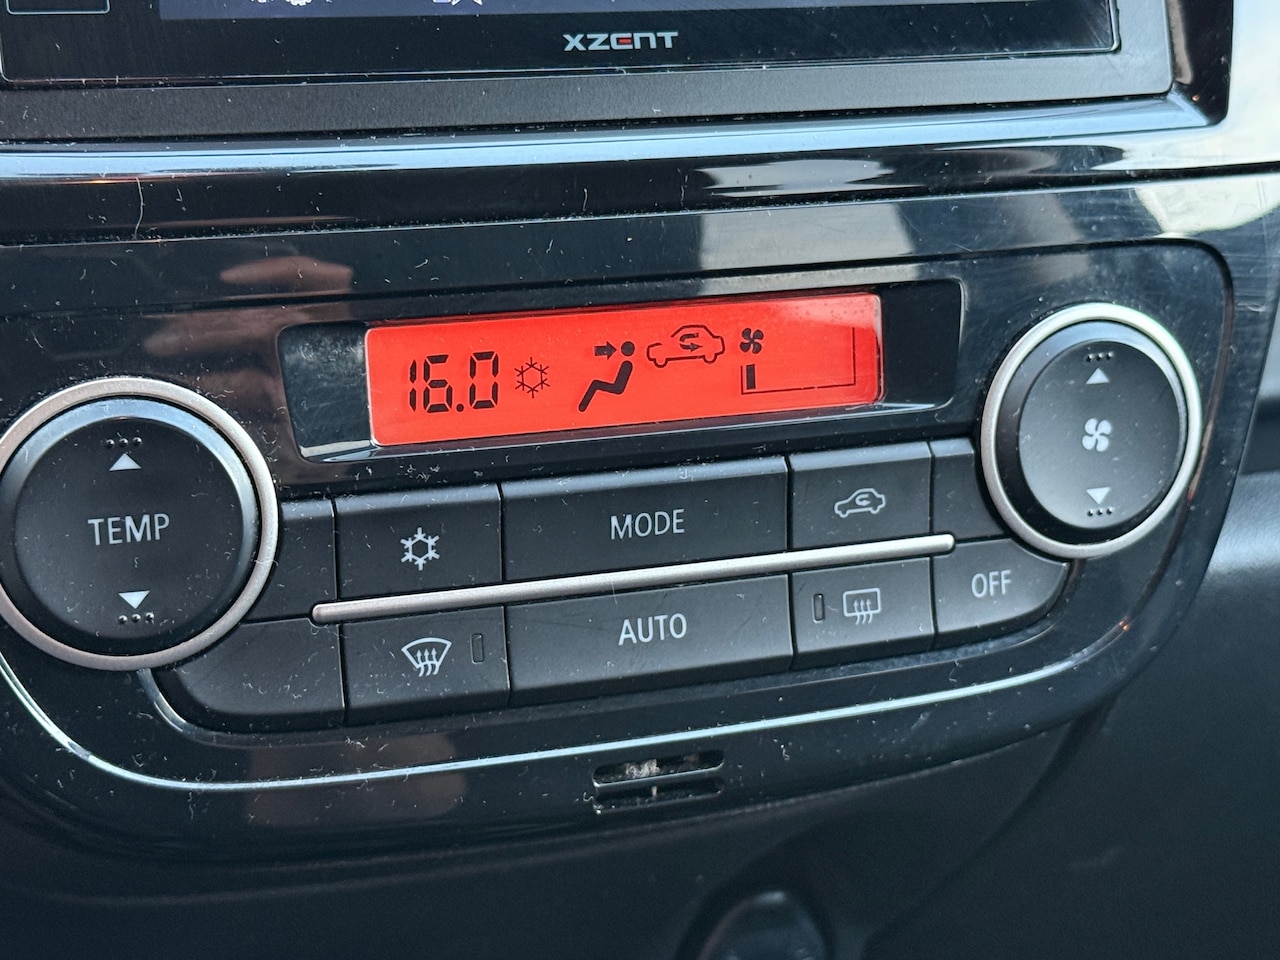 XZENT
16.0
TEMP
MODE
AUTO
OFF